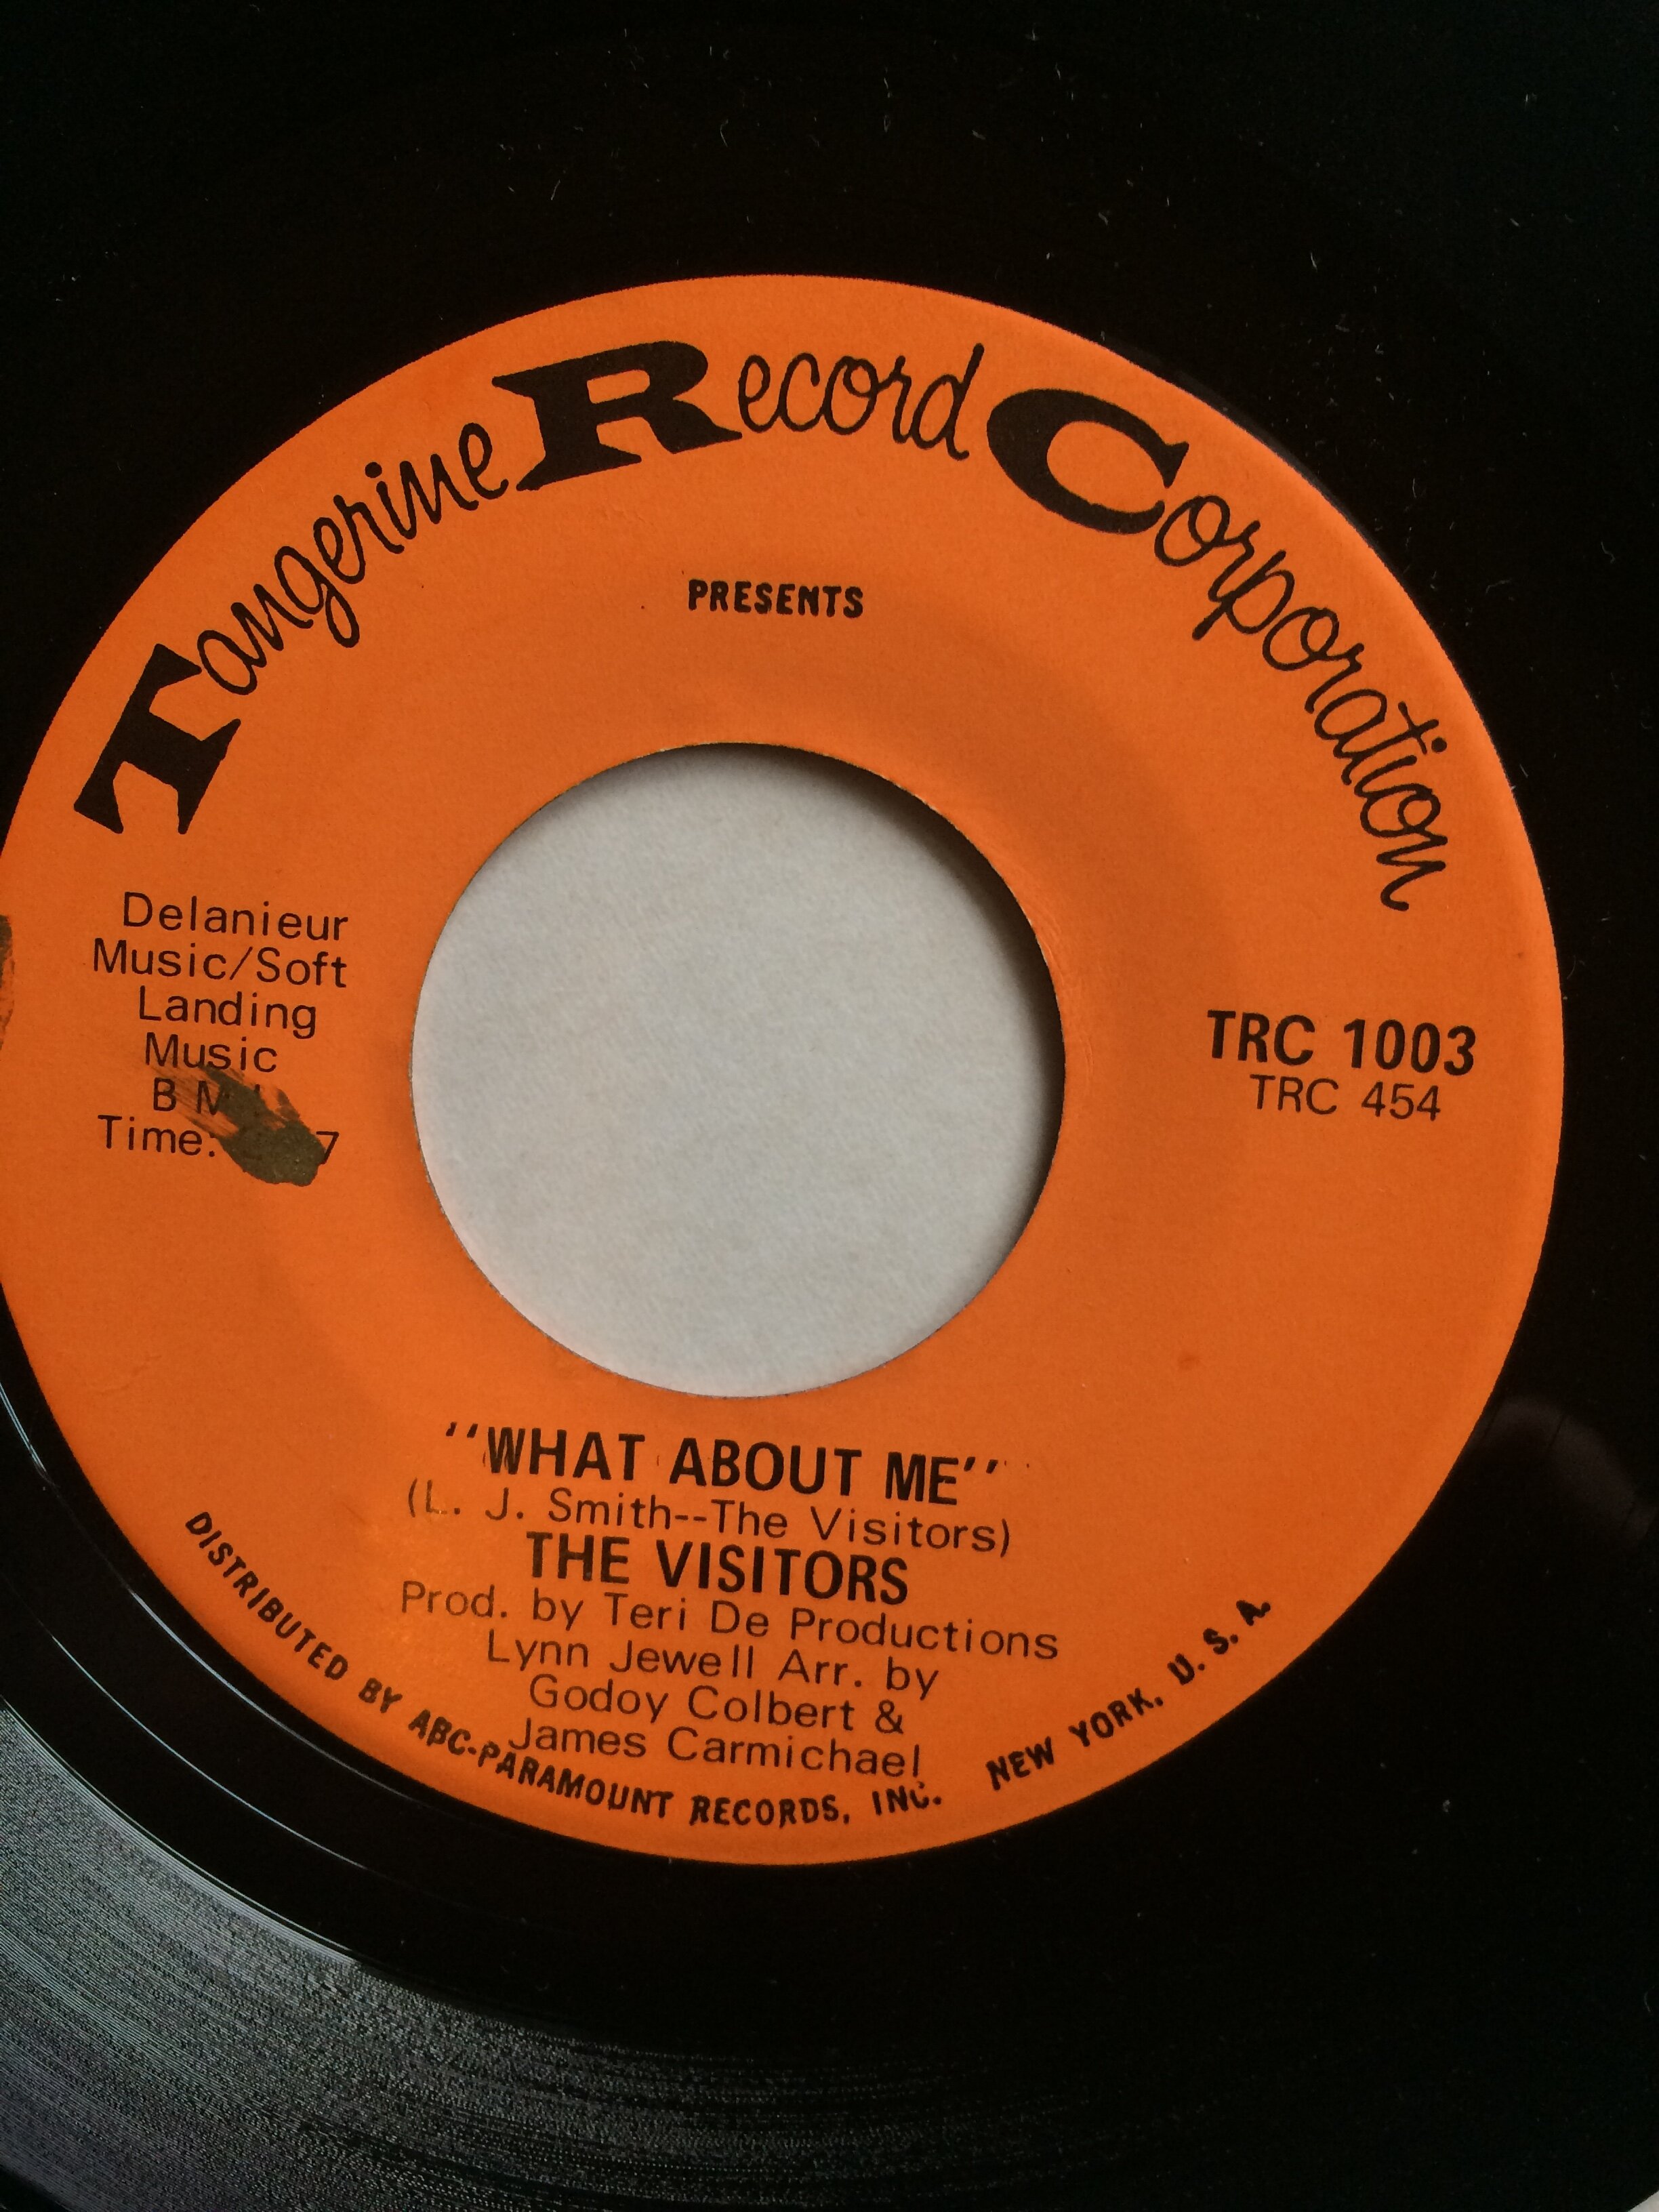 Tangerine Record Corporation
PRESENTS
Delanieur
Music/Soft
Landing
Music
Time:
TRC 1003
TRC 454
"WHAT ABOUT ME"
(L. J. Smith--The Visitors)
THE VISITORS
Prod. by Teri De Productions
Lynn Jewell Arr. by
Godoy Colbert &
James Carmichael
DISTRIBUTED BY ABC-PARAMOUNT RECORDS, INC. NEW YORK, U. S. A.